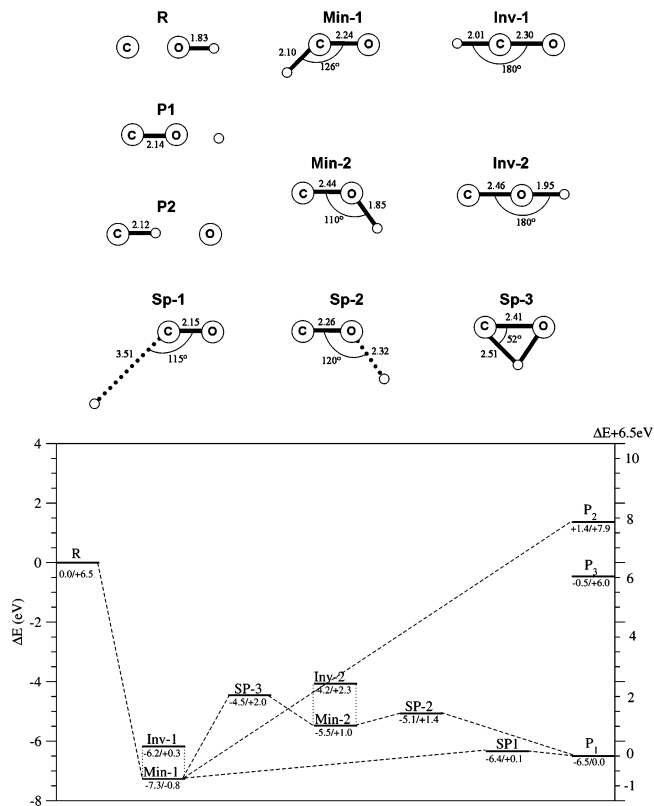 R Min-1 Inv-1
C O 1.83
2.10 C 2.24 O 126°
2.01 C 2.30 O 180°
P1
C O 2.14
Min-2 Inv-2
C 2.44 O 1.85 110°
C 2.46 O 1.95 180°
P2
C 2.12 O
Sp-1 Sp-2 Sp-3
3.51 C 2.15 O 115°
C 2.26 O 2.32 120°
C 2.41 O 52° 2.51
ΔE+6.5eV
4
2
0
-2
-4
-6
-8
ΔE (eV)
10
8
6
4
2
0
-1
R
0.0/+6.5
P2
+1.4/+7.9
P3
-0.5/+6.0
SP-3
-4.5/+2.0
Inv-2
-4.2/+2.3
Min-2
-5.5/+1.0
SP-2
-5.1/+1.4
Inv-1
-6.2/+0.3
Min-1
-7.3/-0.8
SP1
-6.4/+0.1
P1
-6.5/0.0